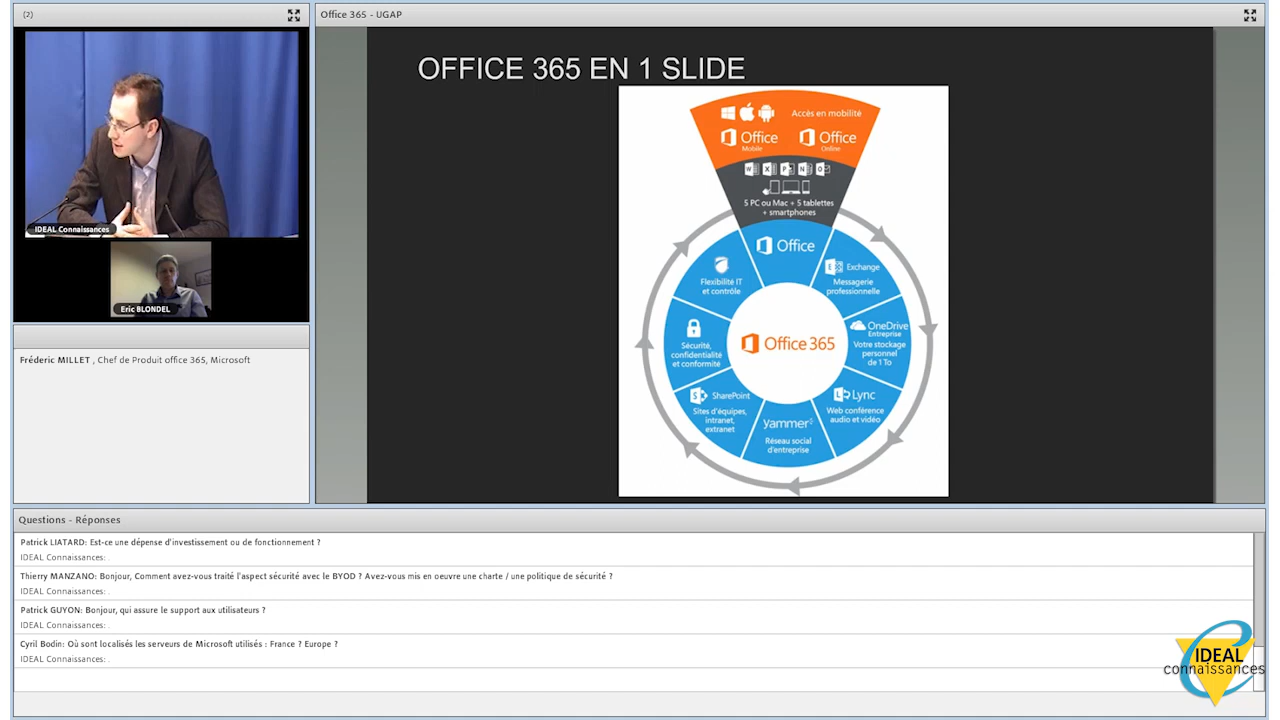 (2)
IDEAL Connaissances
Eric BLONDEL
Fréderic MILLET , Chef de Produit office 365, Microsoft
Office 365 - UGAP
OFFICE 365 EN 1 SLIDE
Accès en mobilité
Office
Mobile
Office
Online
5 PC ou Mac + 5 tablettes
+ smartphones
Office
Exchange
Messagerie
professionnelle
OneDrive
Entreprise
Votre stockage
personnel
de 1 To
Lync
Web conférence
audio et vidéo
yammer
Réseau social
d'entreprise
SharePoint
Sites d'équipes,
intranet,
extranet
Sécurité,
confidentialité
et conformité
Flexibilité IT
et contrôle
Office 365
Questions - Réponses
Patrick LIATARD: Est-ce une dépense d'investissement ou de fonctionnement ?
IDEAL Connaissances: .
Thierry MANZANO: Bonjour, Comment avez-vous traité l'aspect sécurité avec le BYOD ? Avez-vous mis en oeuvre une charte / une politique de sécurité ?
IDEAL Connaissances: .
Patrick GUYON: Bonjour, qui assure le support aux utilisateurs ?
IDEAL Connaissances: .
Cyril Bodin: Où sont localisés les serveurs de Microsoft utilisés : France ? Europe ?
IDEAL Connaissances: .
IDEAL
connaissances